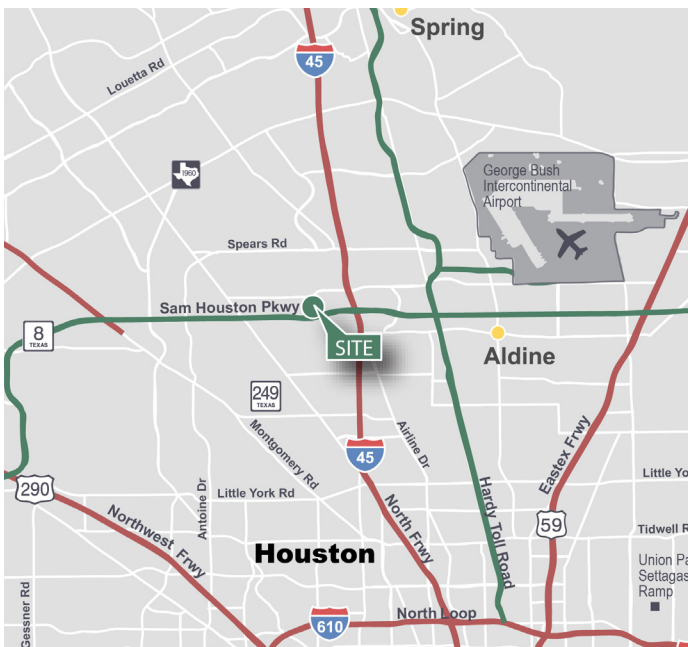 Spring
45
Louetta Rd
1960
George Bush
Intercontinental
Airport
Spears Rd
Sam Houston Pkwy
8
TEXAS
SITE
Aldine
249
TEXAS
Montgomery Rd
Airline Dr
45
Eastex Frwy
Little Yo
290
Little York Rd
Antoine Dr
Hardy Toll Road
Northwest Frwy
North Frwy
59
Tidwell R
Houston
Union Pa
Settagas
Ramp
Gessner Rd
North Loop
610